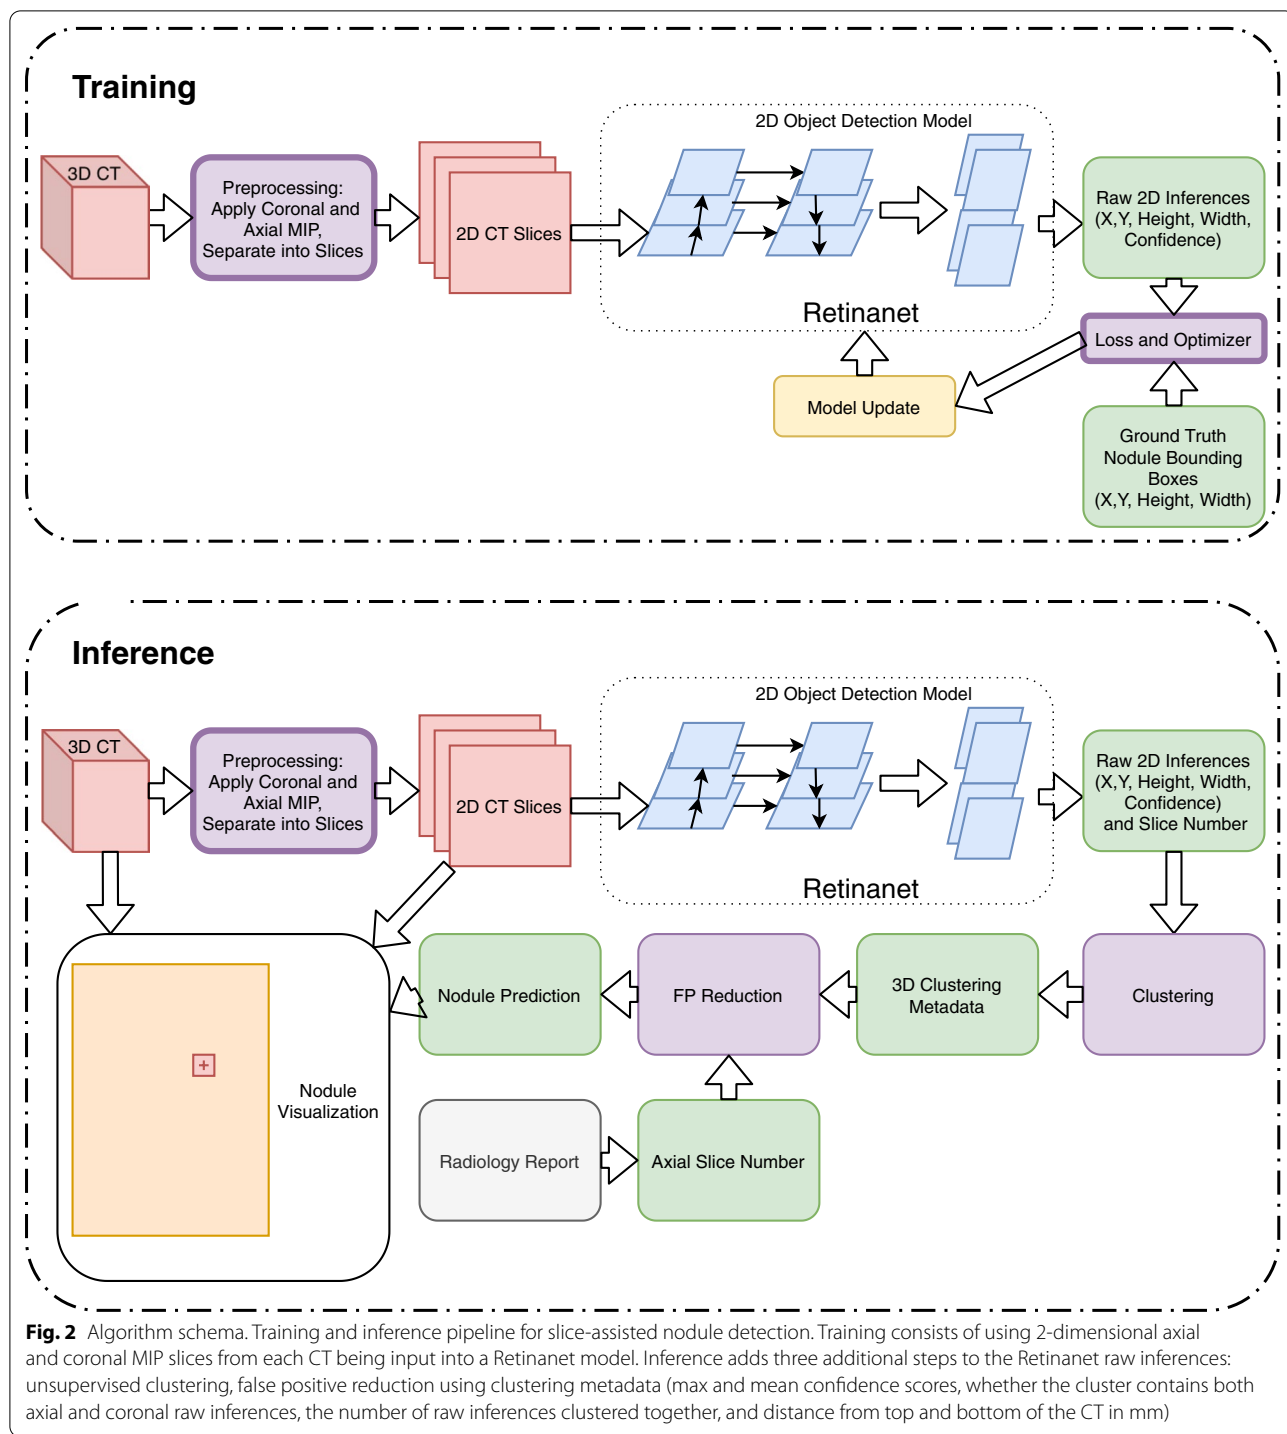 Training
2D Object Detection Model
3D CT
Preprocessing:
Apply Coronal and
Axial MIP,
Separate into Slices
2D CT Slices
Raw 2D Inferences
(X,Y, Height, Width,
Confidence)
Retinanet
Loss and Optimizer
Model Update
Ground Truth
Nodule Bounding
Boxes
(X,Y, Height, Width)
Inference
2D Object Detection Model
3D CT
Preprocessing:
Apply Coronal and
Axial MIP,
Separate into Slices
2D CT Slices
Raw 2D Inferences
(X,Y, Height, Width,
Confidence)
and Slice Number
Retinanet
Nodule Prediction
FP Reduction
3D Clustering
Metadata
Clustering
Nodule
Visualization
Radiology Report
Axial Slice Number
Fig. 2 Algorithm schema. Training and inference pipeline for slice-assisted nodule detection. Training consists of using 2-dimensional axial
and coronal MIP slices from each CT being input into a Retinanet model. Inference adds three additional steps to the Retinanet raw inferences:
unsupervised clustering, false positive reduction using clustering metadata (max and mean confidence scores, whether the cluster contains both
axial and coronal raw inferences, the number of raw inferences clustered together, and distance from top and bottom of the CT in mm)